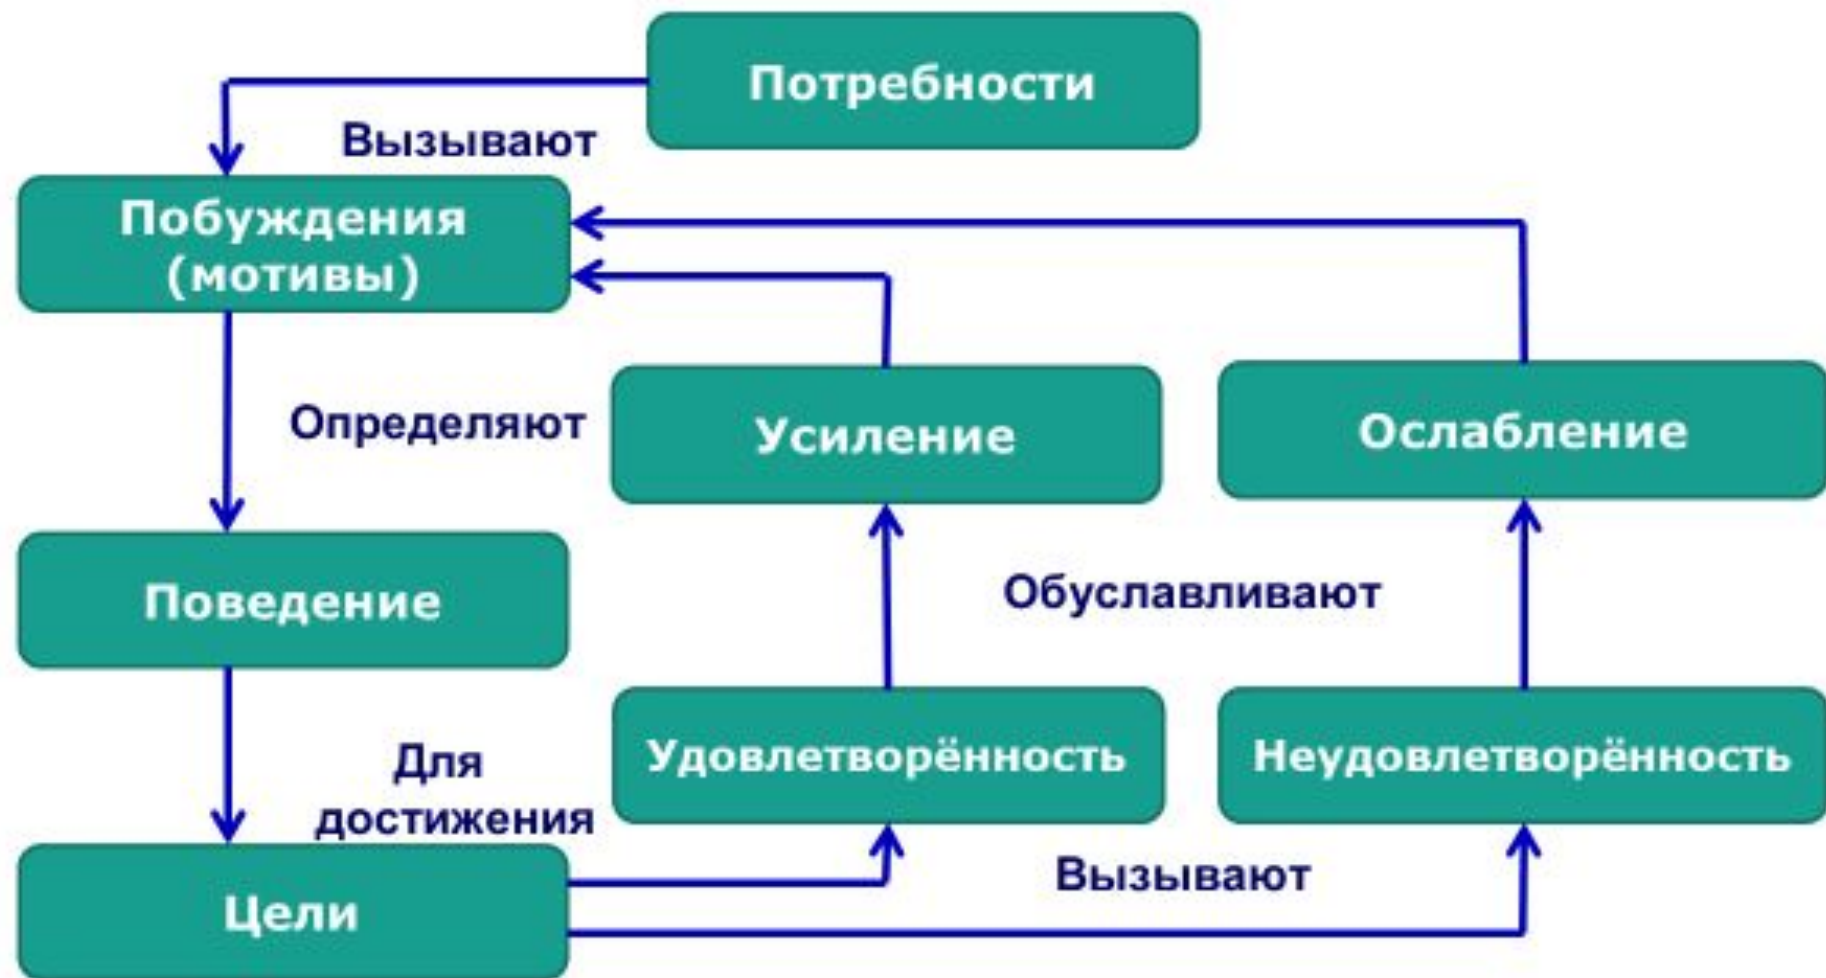 Потребности
Вызывают
Побуждения
(мотивы)
Определяют
Усиление
Ослабление
Поведение
Обуславливают
Для
достижения
Удовлетворённость
Неудовлетворённость
Вызывают
Цели